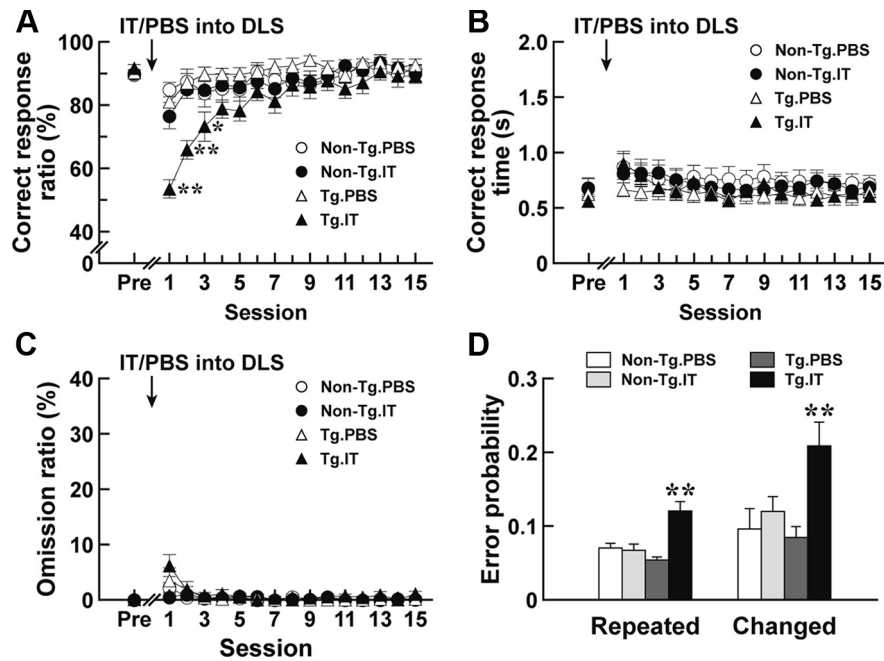 A
IT/PBS into DLS
Correct response
ratio (%)
100
80
60
40
0
**
**
*
Non-Tg.PBS
Non-Tg.IT
Tg.PBS
Tg.IT
Pre 1 3 5 7 9 11 13 15
Session
B
IT/PBS into DLS
Correct response
time (s)
2.0
1.5
1.0
0.5
0
Non-Tg.PBS
Non-Tg.IT
Tg.PBS
Tg.IT
Pre 1 3 5 7 9 11 13 15
Session
C
IT/PBS into DLS
Omission ratio (%)
40
30
20
10
0
Non-Tg.PBS
Non-Tg.IT
Tg.PBS
Tg.IT
Pre 1 3 5 7 9 11 13 15
Session
D
Non-Tg.PBS Tg.PBS
Non-Tg.IT Tg.IT
Error probability
0.3
0.2
0.1
0
**
**
Repeated Changed